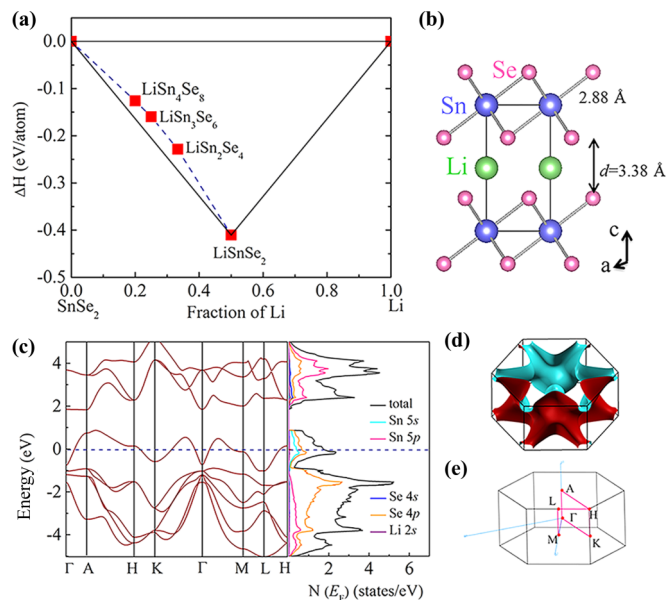 (a)
0.0
-0.1
-0.2
-0.3
-0.4
-0.5
ΔH (eV/atom)
LiSn₄Se₈
LiSn₃Se₆
LiSn₂Se₄
LiSnSe₂
0.2 0.4 0.6 0.8 1.0
SnSe₂ Fraction of Li Li
(b)
Se
Sn
2.88 Å
Li
d=3.38 Å
c
a
(c)
4
2
0
-2
-4
Energy (eV)
Γ A H K Γ M L H
total
Sn 5s
Sn 5p
Se 4s
Se 4p
Li 2s
0 2 4 6
N (E_F) (states/eV)
(d)
(e)
A
L
H
Γ
M
K